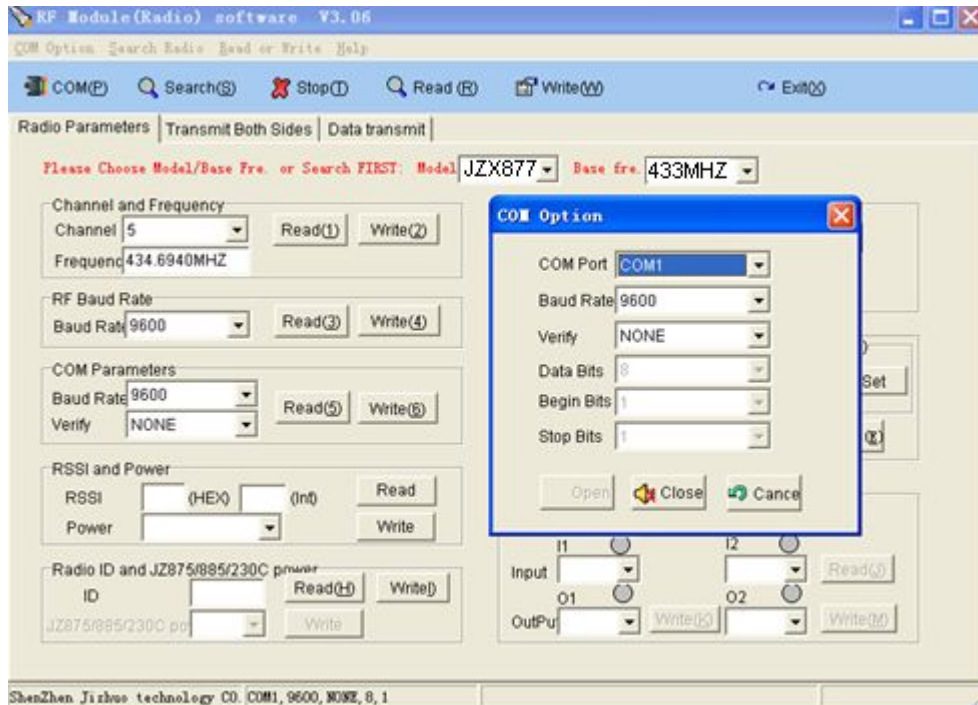 RF Module(Radio) software V3.06
COM Option Search Radio Read or Write Help
COM(P) Search(S) Stop(T) Read (R) Write(W) Exit(X)
Radio Parameters Transmit Both Sides Data transmit
Please Choose Model/Base Fre. or Search FIRST: Model JZX877 Base fre. 433MHZ
Channel and Frequency
Channel 5 Read(1) Write(2)
Frequenc 434.6940MHZ
RF Baud Rate
Baud Rate 9600 Read(3) Write(4)
COM Parameters
Baud Rate 9600
Read(5) Write(6)
Verify NONE
RSSI and Power
RSSI (HEX) (Int) Read
Power Write
Radio ID and JZ875/885/230C power
ID Read(H) Write(I)
JZ875/885/230C po Write
COM Option
COM Port COM1
Baud Rate 9600
Verify NONE
Data Bits 8
Begin Bits 1
Stop Bits 1
Open Close Cance
Set
(X)
I1 I2
Input Read(J)
O1 O2
OutPu Write(K) Write(M)
ShenZhen Jizhuo technology CO. COM1, 9600, NONE, 8, 1